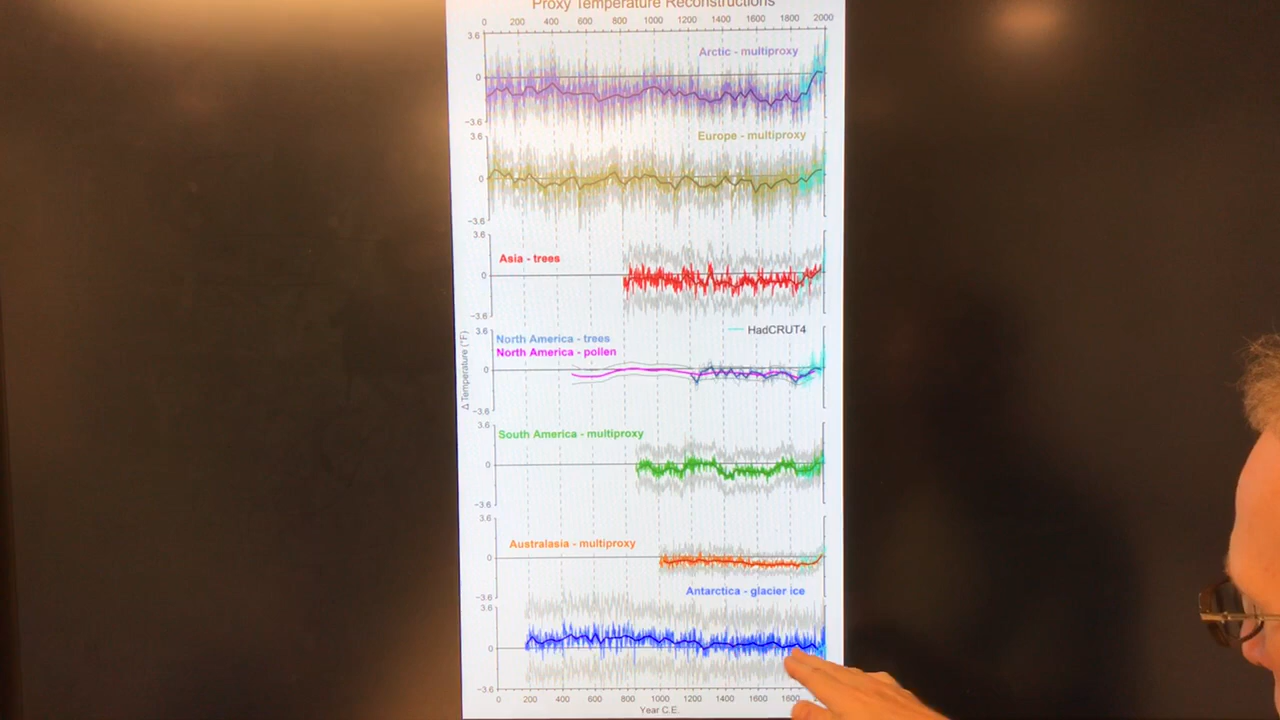 Proxy Temperature Reconstructions
0 200 400 600 800 1000 1200 1400 1600 1800 2000
3.6
Arctic - multiproxy
0
−3.6
3.6
Europe - multiproxy
0
−3.6
3.6
Asia - trees
0
−3.6
Δ Temperature (°F)
3.6
HadCRUT4
North America - trees
North America - pollen
0
−3.6
3.6
South America - multiproxy
0
−3.6
3.6
Australasia - multiproxy
0
−3.6
Antarctica - glacier ice
3.6
0
−3.6
0 200 400 600 800 1000 1200 1400 1600 1800
Year C.E.